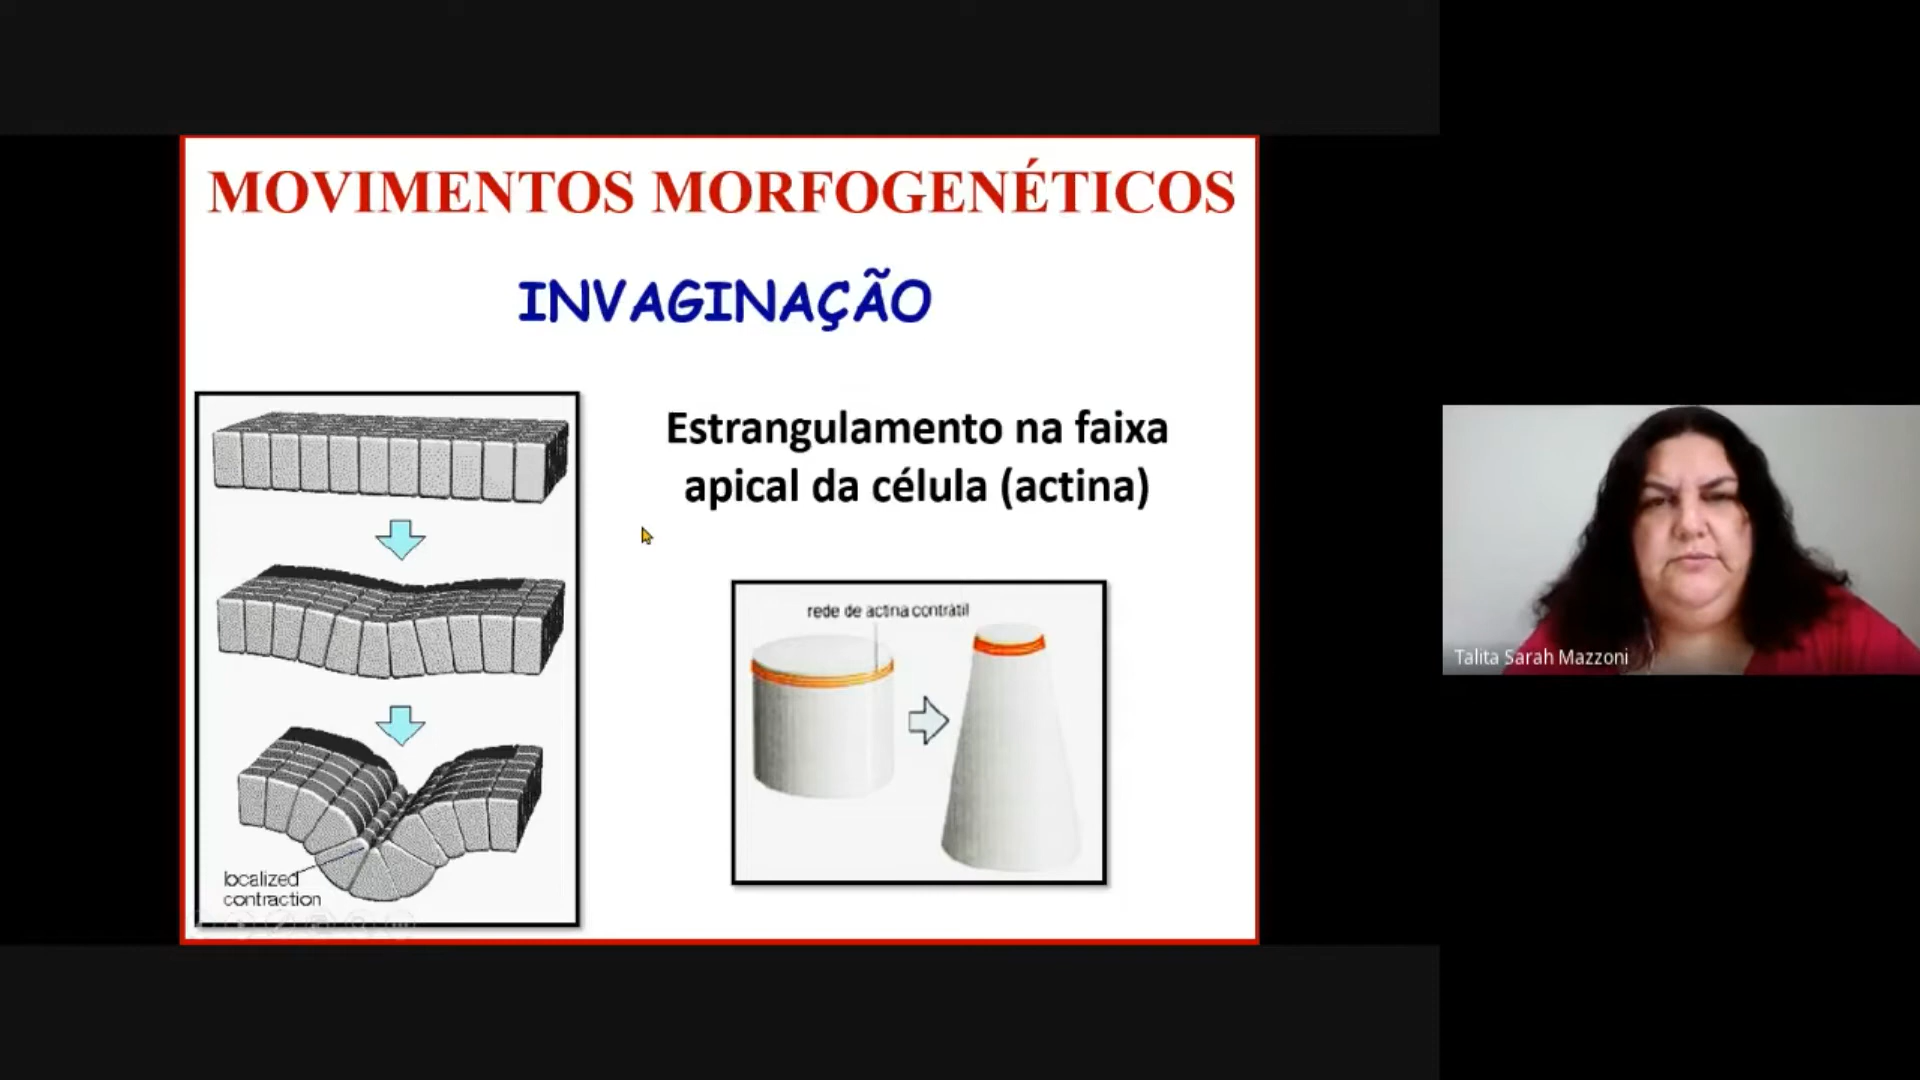 MOVIMENTOS MORFOGENÉTICOS
INVAGINAÇÃO
Estrangulamento na faixa
apical da célula (actina)
rede de actina contrátil
localized
contraction
Talita Sarah Mazzoni